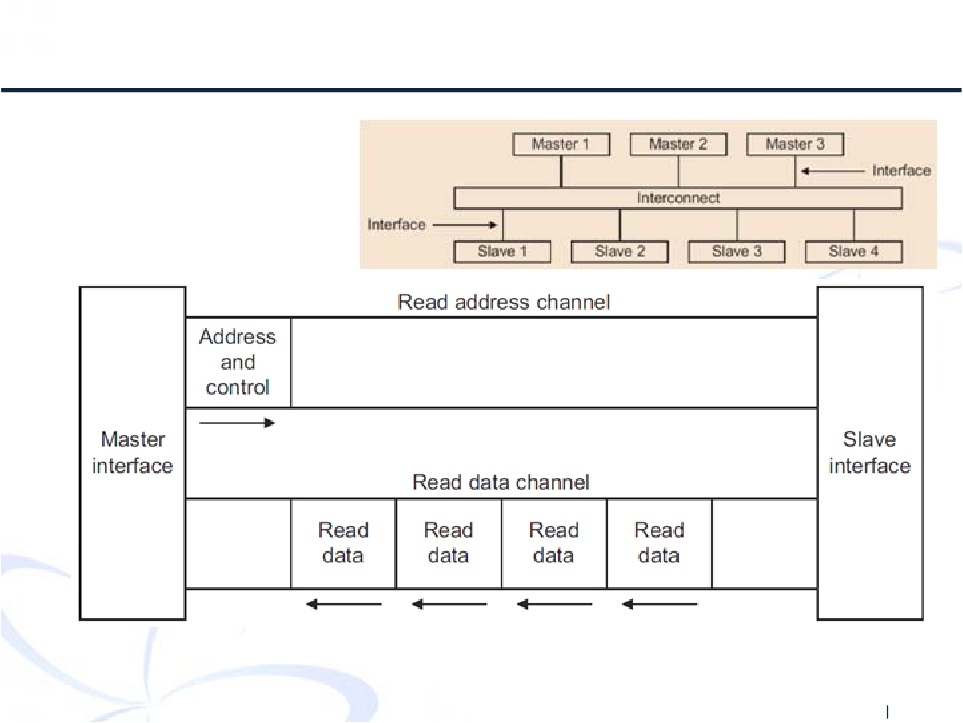 Master 1
Master 2
Master 3
Interface
Interconnect
Interface
Slave 1
Slave 2
Slave 3
Slave 4
Read address channel
Address
and
control
Master
interface
Slave
interface
Read data channel
Read
data
Read
data
Read
data
Read
data